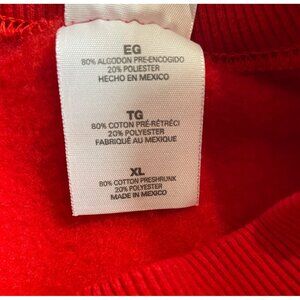 EG
80% ALGODON PRE-ENCOGIDO
20% POLIESTER
HECHO EN MEXICO
TG
80% COTON PRÉ-RÉTRÉCI
20% POLYESTER
FABRIQUÉ AU MEXIQUE
XL
80% COTTON PRESHRUNK
20% POLYESTER
MADE IN MEXICO